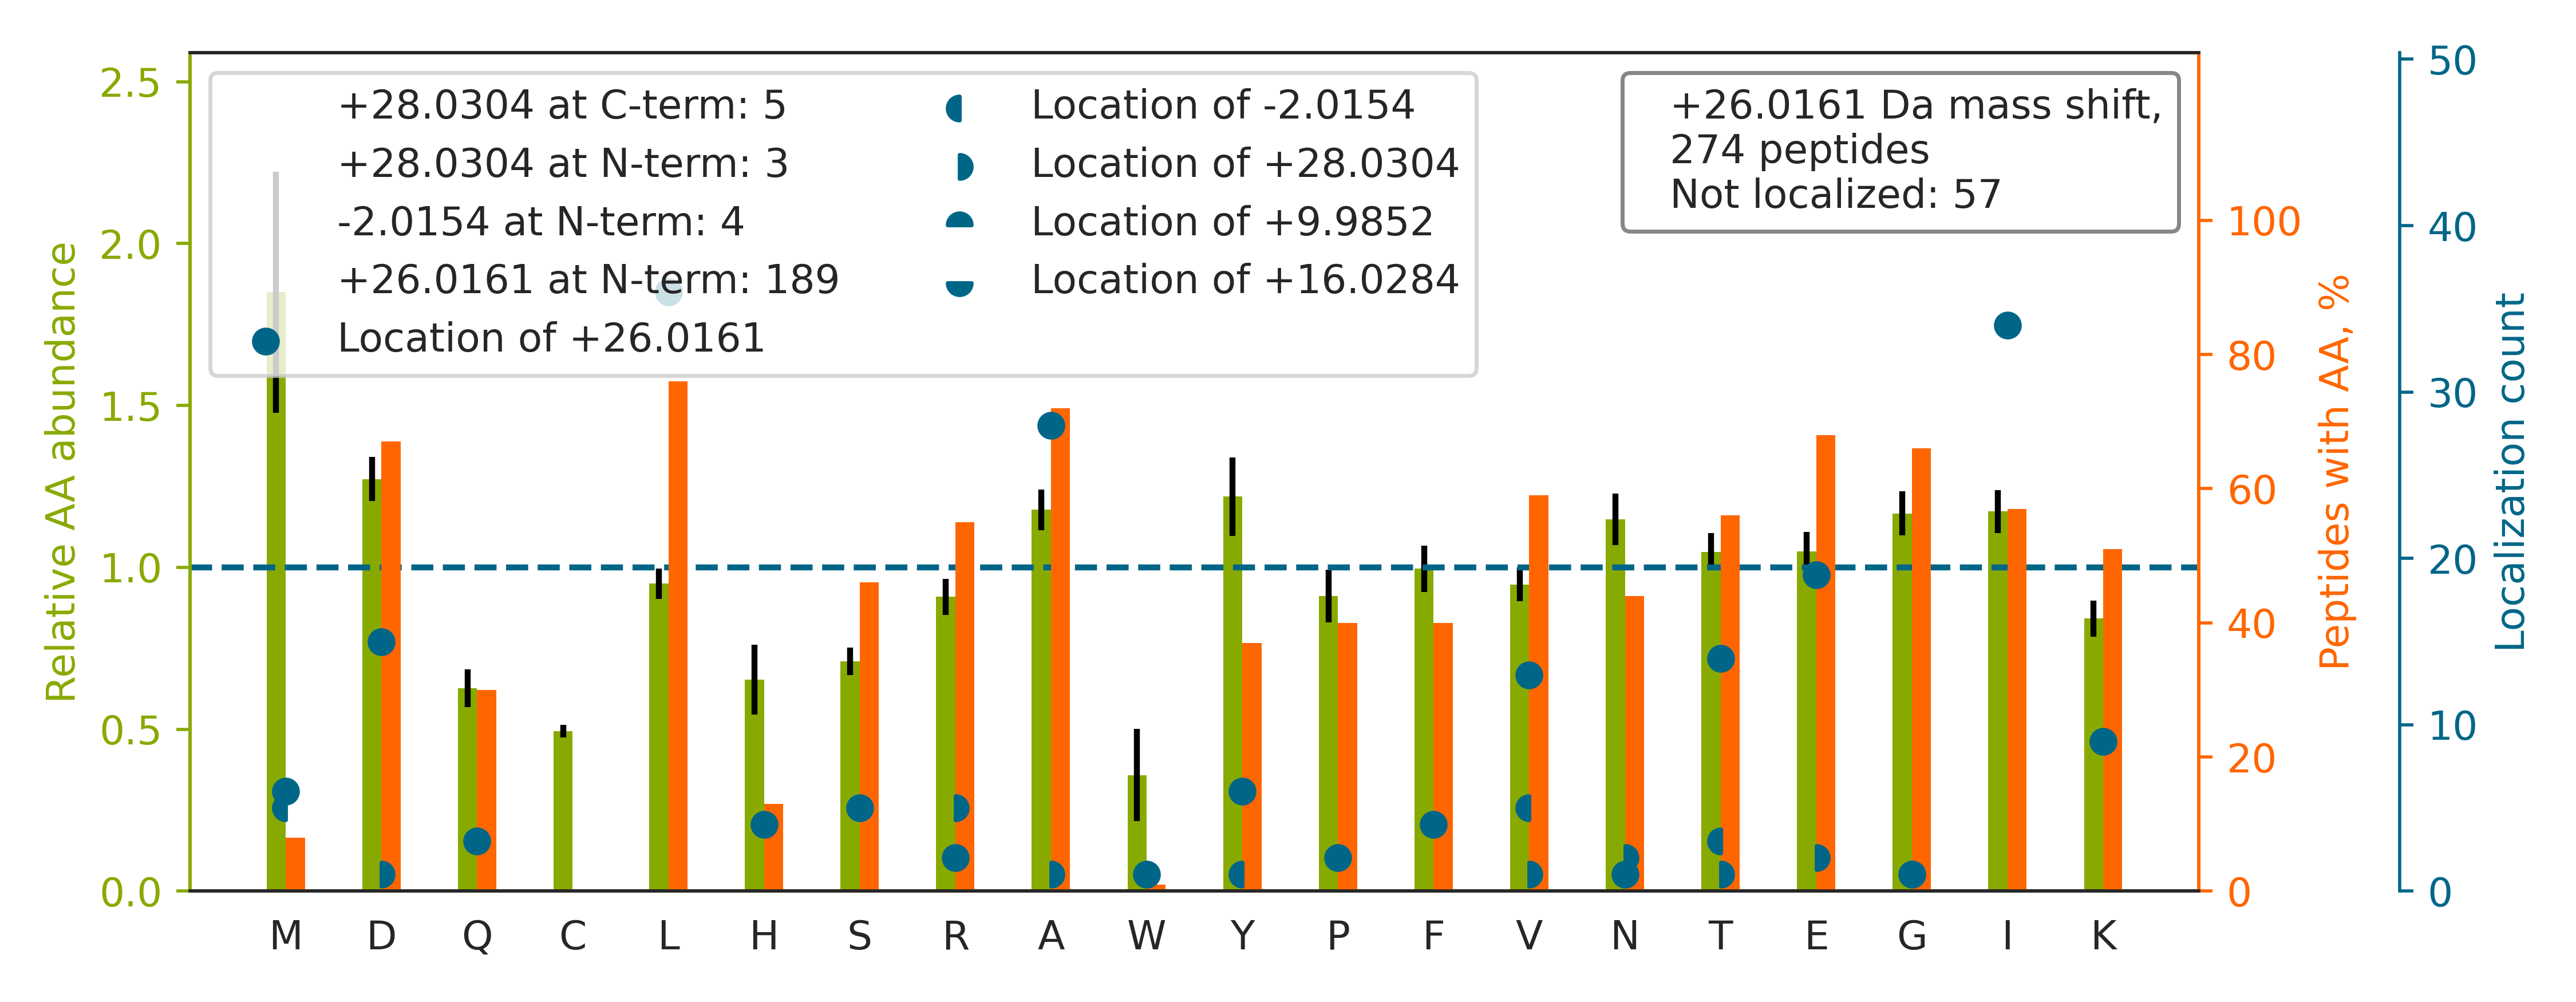 2.5
2.0
1.5
1.0
0.5
0.0
Relative AA abundance
+28.0304 at C-term: 5
+28.0304 at N-term: 3
-2.0154 at N-term: 4
+26.0161 at N-term: 189
Location of +26.0161
Location of -2.0154
Location of +28.0304
Location of +9.9852
Location of +16.0284
+26.0161 Da mass shift,
274 peptides
Not localized: 57
100
80
60
40
20
0
Peptides with AA, %
50
40
30
20
10
0
Localization count
M D Q C L H S R A W Y P F V N T E G I K